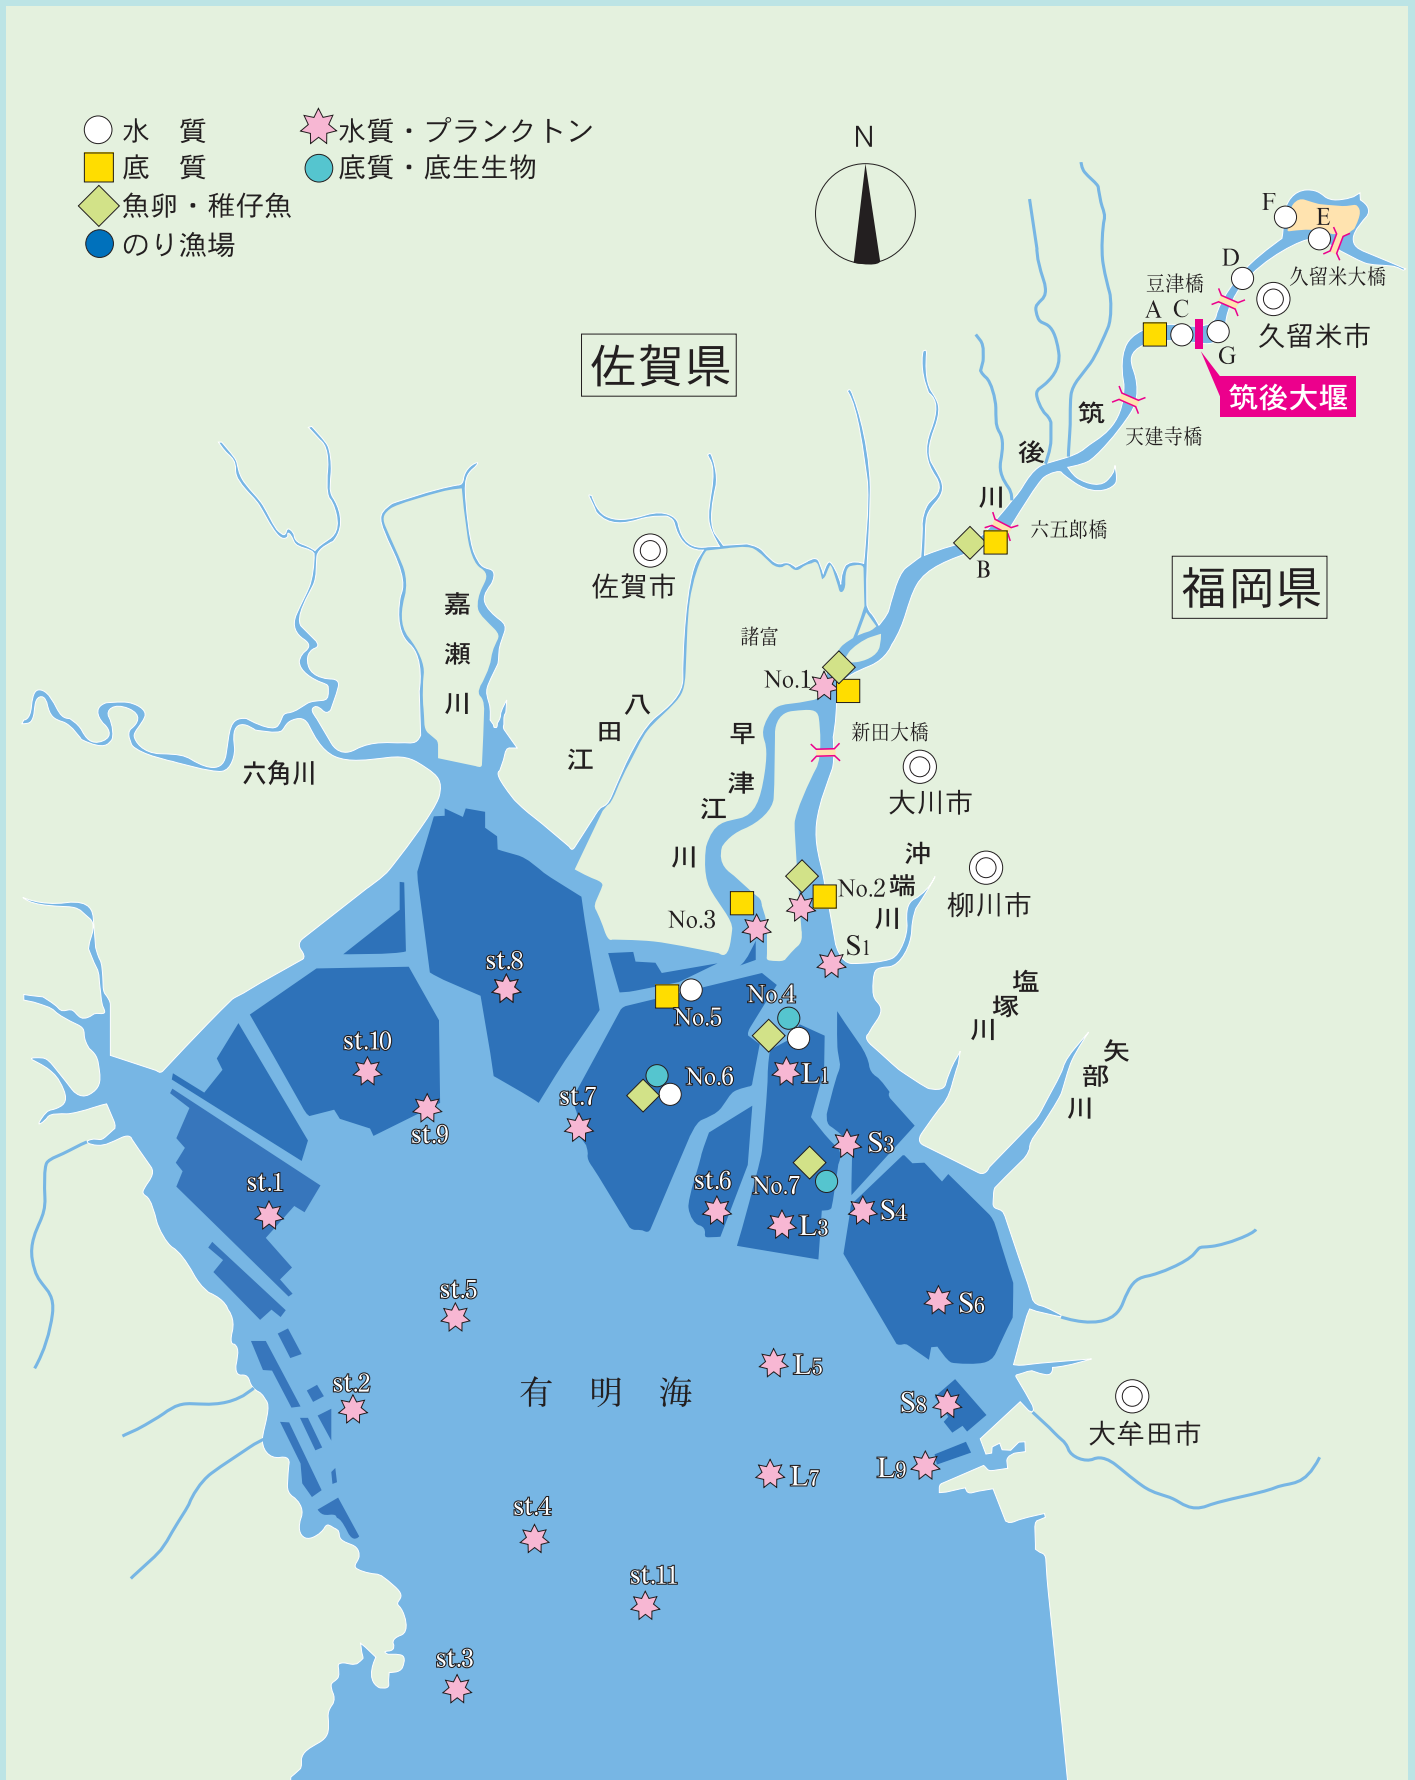 水　質
水質・プランクトン
底　質
底質・底生生物
魚卵・稚仔魚
のり漁場
N
F
E
D
久留米大橋
豆津橋
A
C
G
久留米市
筑後大堰
佐賀県
筑後川
天建寺橋
六五郎橋
B
福岡県
佐賀市
嘉瀬川
諸富
No.1
八田江
早津江川
新田大橋
六角川
大川市
沖端川
No.2
柳川市
No.3
S1
st.8
塩塚川
No.4
No.5
st.10
矢部川
L1
No.6
st.7
st.9
S3
st.1
st.6
No.7
S4
L3
st.5
S6
L5
st.2
有明海
S8
大牟田市
L9
L7
st.4
st.11
st.3